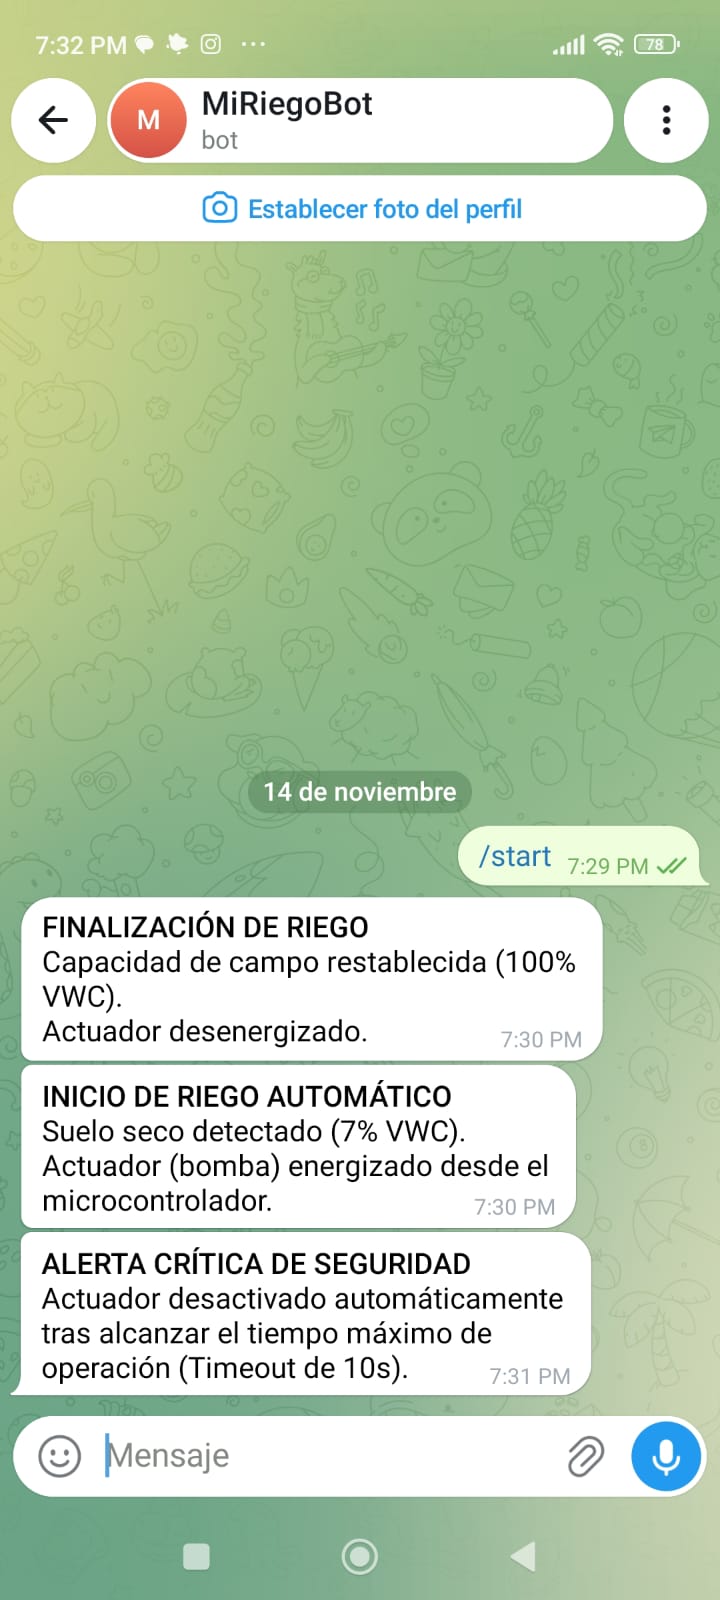 7:32 PM
78
M
MiRiegoBot
bot
Establecer foto del perfil
14 de noviembre
/start 7:29 PM
FINALIZACIÓN DE RIEGO
Capacidad de campo restablecida (100%
VWC).
Actuador desenergizado.
7:30 PM
INICIO DE RIEGO AUTOMÁTICO
Suelo seco detectado (7% VWC).
Actuador (bomba) energizado desde el
microcontrolador.
7:30 PM
ALERTA CRÍTICA DE SEGURIDAD
Actuador desactivado automáticamente
tras alcanzar el tiempo máximo de
operación (Timeout de 10s).
7:31 PM
Mensaje